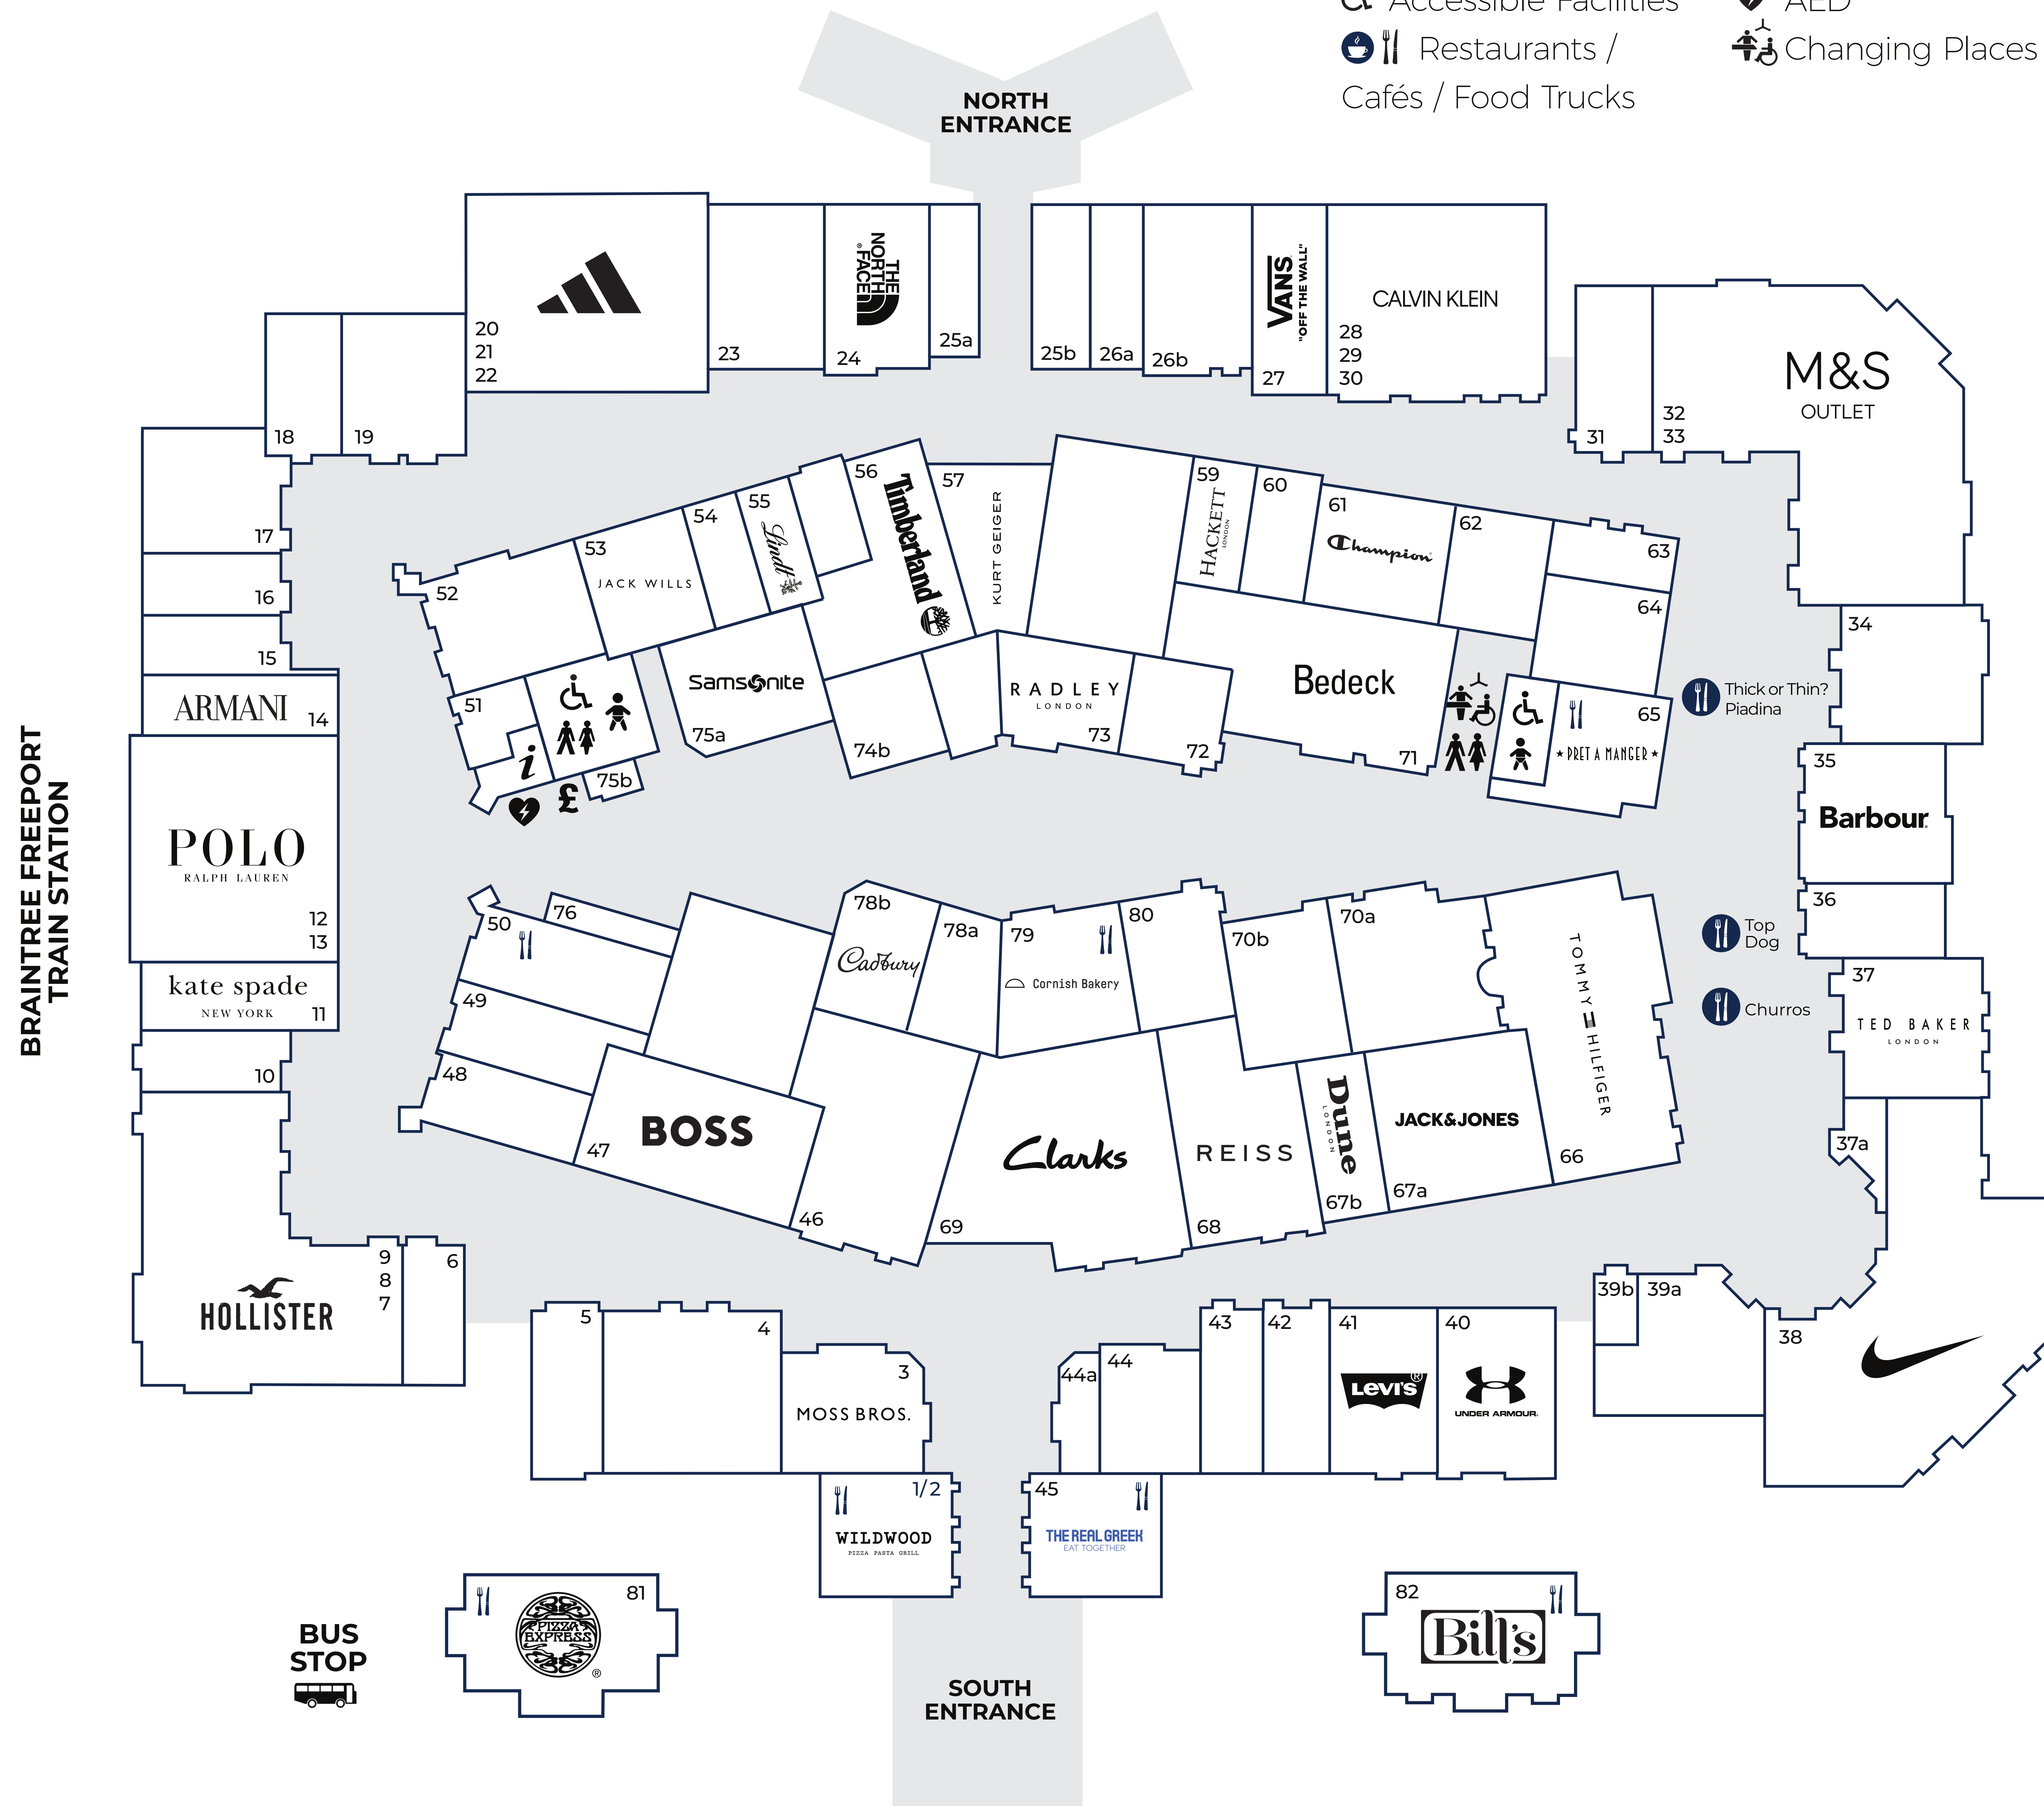 Accessible Facilities
AED
Restaurants /
Cafés / Food Trucks
Changing Places
NORTH
ENTRANCE
20
21
22
23
THE
NORTH
FACE®
24
25a
25b
26a
26b
VANS
"OFF THE WALL"
27
CALVIN KLEIN
28
29
30
31
M&S
OUTLET
32
33
18
19
17
16
15
ARMANI
14
POLO
RALPH LAUREN
12
13
kate spade
NEW YORK
11
10
BRAINTREE FREEPORT
TRAIN STATION
52
53
JACK WILLS
54
55
Lindt
56
Timberland
57
KURT GEIGER
59
HACKETT
LONDON
60
61
Champion
62
63
64
51
i
£
75b
Samsonite
75a
74b
RADLEY
LONDON
73
72
Bedeck
71
65
PRET A MANGER
Thick or Thin?
Piadina
34
35
Barbour
36
Top
Dog
Churros
37
TED BAKER
LONDON
37a
50
76
49
48
47
BOSS
78b
Cadbury
78a
79
Cornish Bakery
80
70b
70a
TOMMY HILFIGER
66
46
Clarks
69
REISS
68
Dune
LONDON
67b
JACK&JONES
67a
9
8
7
HOLLISTER
6
5
4
3
MOSS BROS.
1/2
WILDWOOD
PIZZA PASTA GRILL
44a
44
43
42
41
LEVI'S®
40
UNDER ARMOUR.
39b
39a
38
45
THE REAL GREEK
EAT TOGETHER
BUS
STOP
81
PIZZA
EXPRESS
®
SOUTH
ENTRANCE
82
Bill's